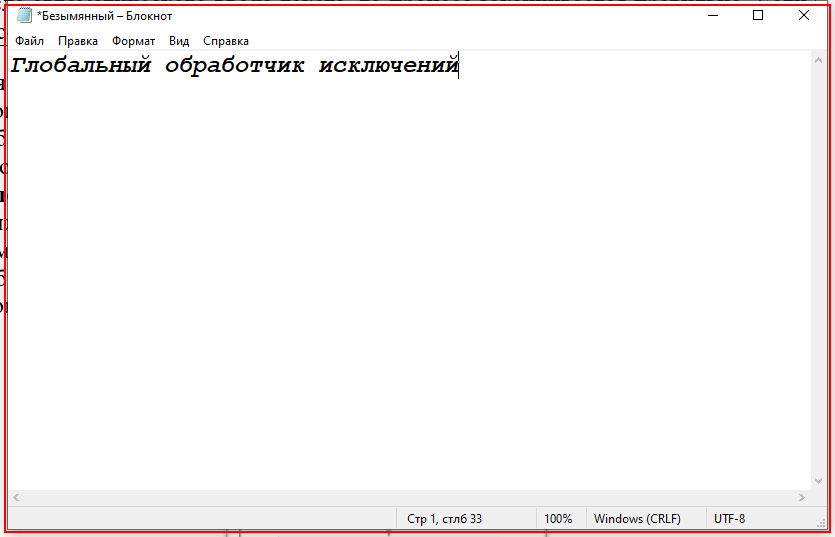 *Безымянный – Блокнот
Файл Правка Формат Вид Справка
Глобальный обработчик исключений
Стр 1, стлб 33 100% Windows (CRLF) UTF-8